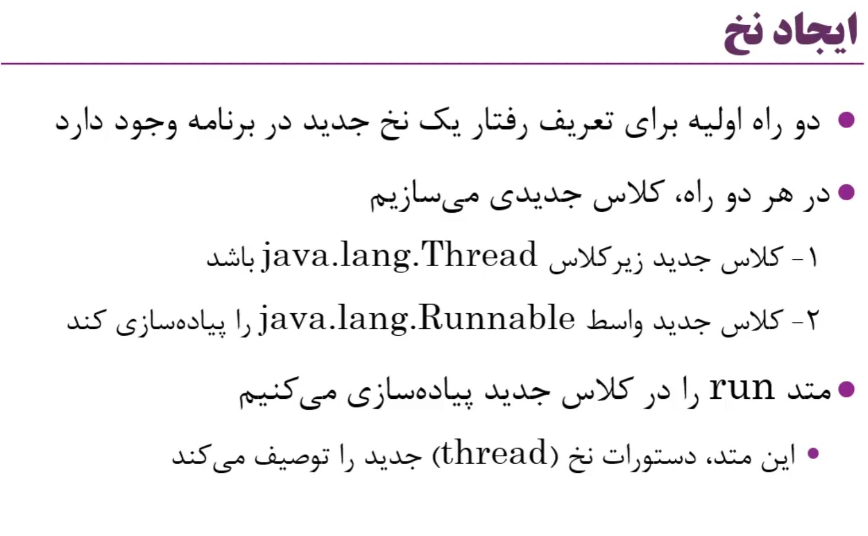 ایجاد نخ
• دو راه اولیه برای تعریف رفتار یک نخ جدید در برنامه وجود دارد
• در هر دو راه، کلاس جدیدی می‌سازیم
۱- کلاس جدید زیرکلاس java.lang.Thread باشد
۲- کلاس جدید واسط java.lang.Runnable را پیاده‌سازی کند
• متد run را در کلاس جدید پیاده‌سازی می‌کنیم
• این متد، دستورات نخ (thread) جدید را توصیف می‌کند